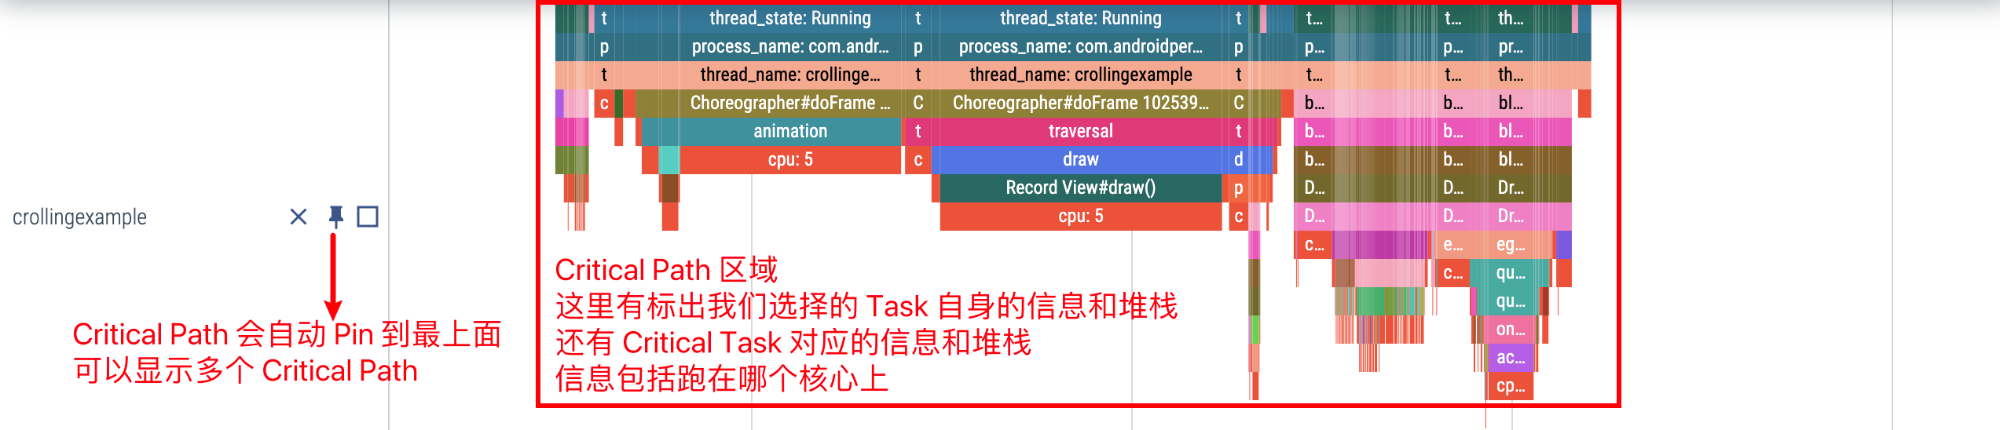 t thread_state: Running t thread_state: Running t t... t... th...
p process_name: com.andr... p process_name: com.androidper... p p... p... pr...
t thread_name: crollinge... t thread_name: crollingexample t t... t... th...
c Choreographer#doFrame ... C Choreographer#doFrame 102539... C b... b... bl...
animation t traversal t b... b... bl...
cpu: 5 c draw d b... b... bl...
Record View#draw() p D... D... Dr...
crollingexample cpu: 5 c D... D... Dr...
c... e... eg...
c... qu...
qu...
on...
ac...
cp...
Critical Path 区域
这里有标出我们选择的 Task 自身的信息和堆栈
还有 Critical Task 对应的信息和堆栈
信息包括跑在哪个核心上
Critical Path 会自动 Pin 到最上面
可以显示多个 Critical Path